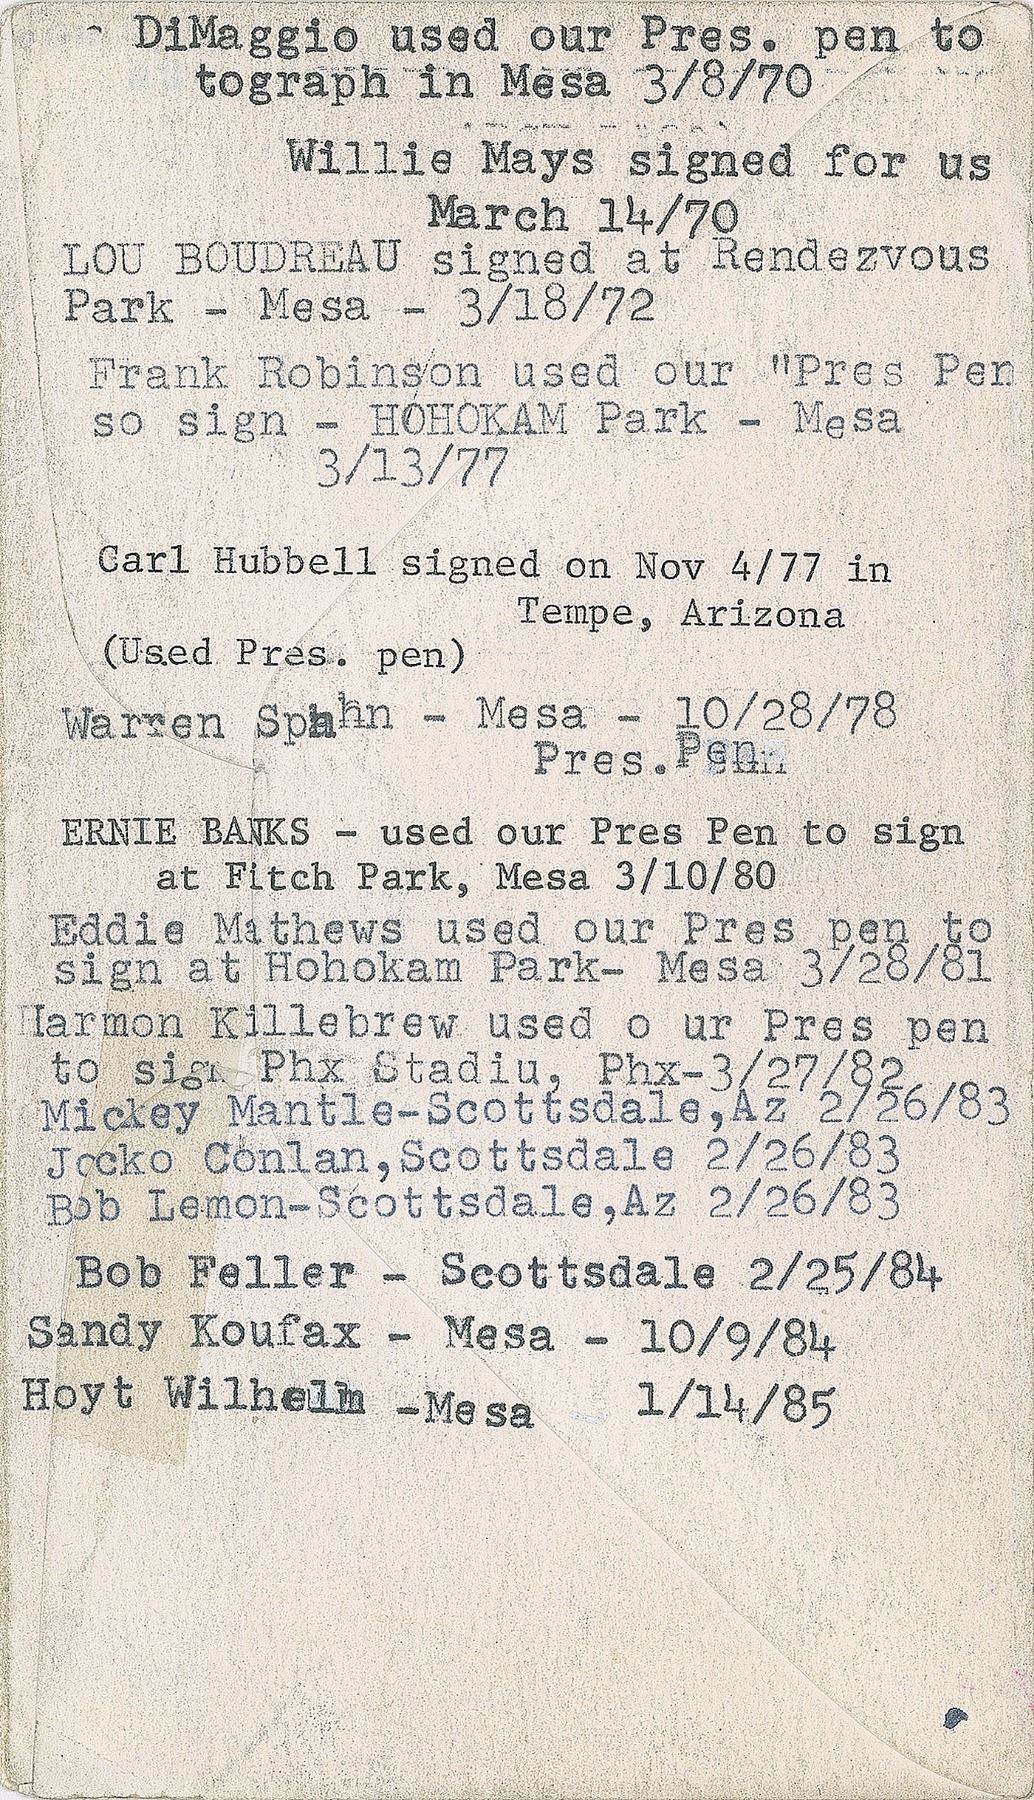 DiMaggio used our Pres. pen to
tograph in Mesa 3/8/70
Willie Mays signed for us
March 14/70
LOU BOUDREAU signed at Rendezvous
Park - Mesa - 3/18/72
Frank Robinson used our "Pres Pen
so sign - HOHOKAM Park - Mesa
3/13/77
Carl Hubbell signed on Nov 4/77 in
Tempe, Arizona
(Used Pres. pen)
Warren Spahn - Mesa - 10/28/78
Pres. Pen
ERNIE BANKS - used our Pres Pen to sign
at Fitch Park, Mesa 3/10/80
Eddie Mathews used our Pres pen to
sign at Hohokam Park- Mesa 3/28/81
Harmon Killebrew used o ur Pres pen
to sign Phx Stadiu, Phx-3/27/82
Mickey Mantle-Scottsdale,Az 2/26/83
Jocko Conlan,Scottsdale 2/26/83
Bob Lemon-Scottsdale,Az 2/26/83
Bob Feller - Scottsdale 2/25/84
Sandy Koufax - Mesa - 10/9/84
Hoyt Wilhelm -Mesa 1/14/85